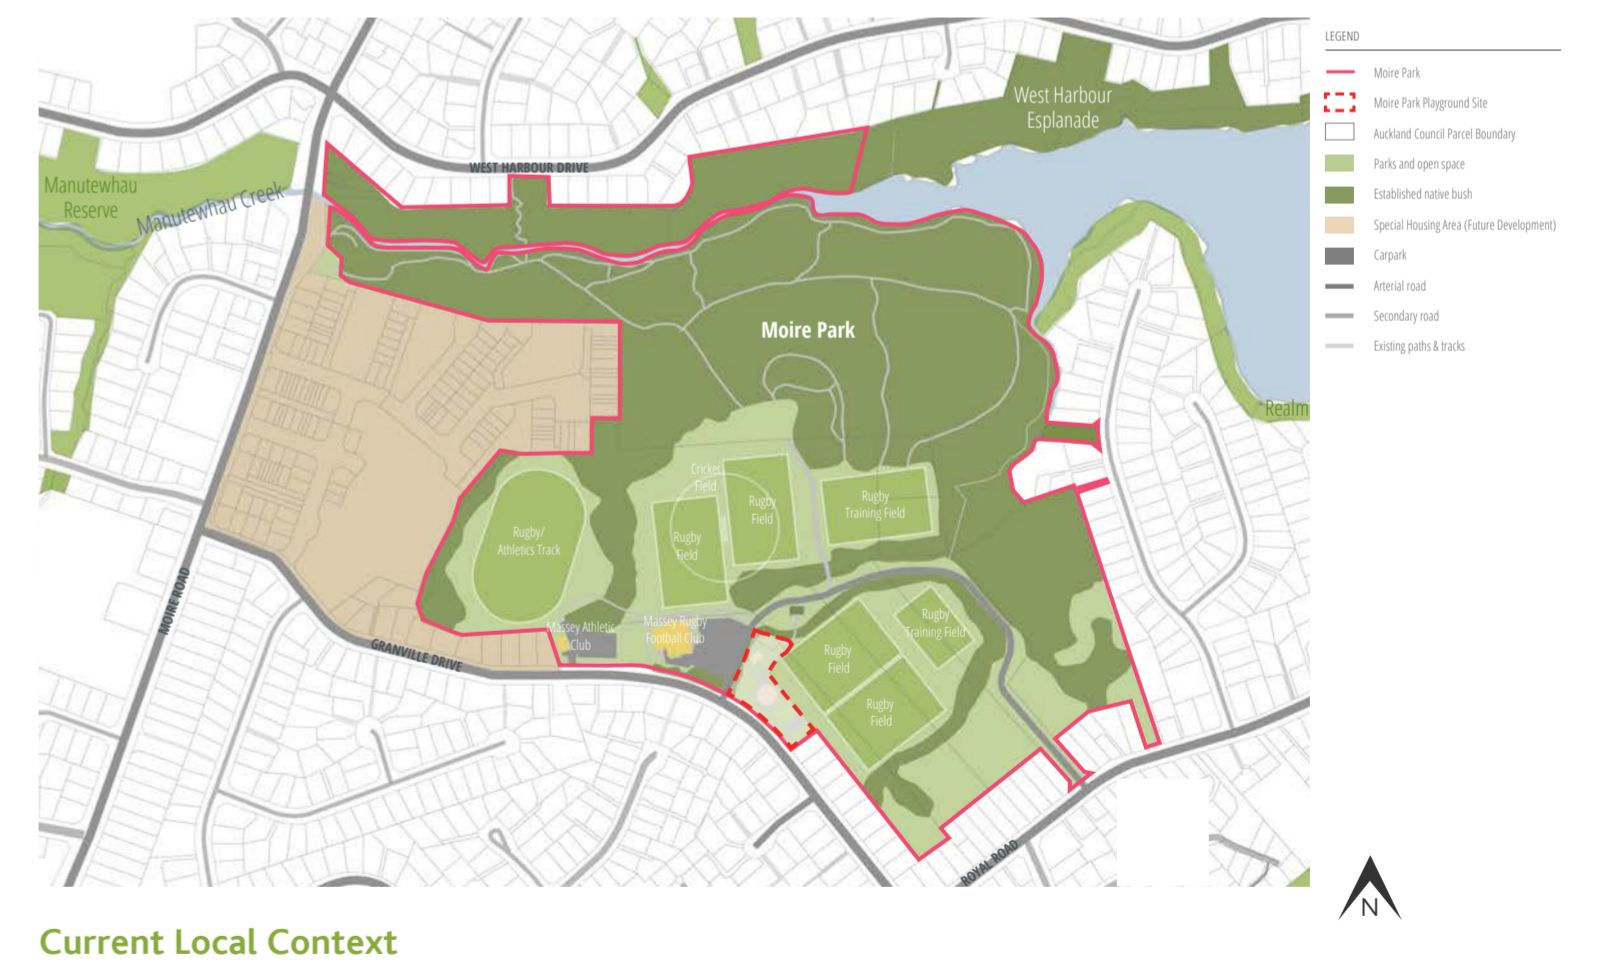 West Harbour
Esplanade
WEST HARBOUR DRIVE
Manutewhau
Reserve
Manutewhau Creek
Moire Park
Realm
Cricket
Field
Rugby
Field
Rugby
Field
Rugby
Training Field
Rugby/
Athletics Track
Massey Athletic
Club
Massey Rugby
Football Club
Rugby
Training Field
Rugby
Field
Rugby
Field
MOIRE ROAD
GRANVILLE DRIVE
ROYAL ROAD
LEGEND
Moire Park
Moire Park Playground Site
Auckland Council Parcel Boundary
Parks and open space
Established native bush
Special Housing Area (Future Development)
Carpark
Arterial road
Secondary road
Existing paths & tracks
N
Current Local Context